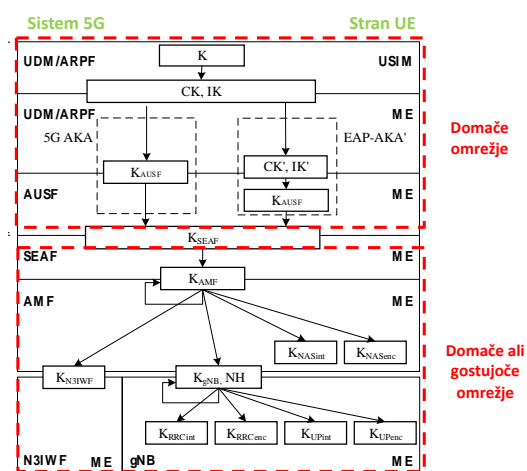 Sistem 5G
Stran UE
K
UDM/ARPF
USIM
CK, IK
UDM/ARPF
ME
5G AKA
EAP-AKA'
Domače
omrežje
CK', IK'
KAUSF
KAUSF
AUSF
ME
KSEAF
SEAF
ME
KAMF
AMF
ME
KNASint
KNASenc
Domače ali
gostujoče
omrežje
KN3IWF
KgNB, NH
KRRCint
KRRCenc
KUPint
KUPenc
N3IWF
ME
gNB
ME